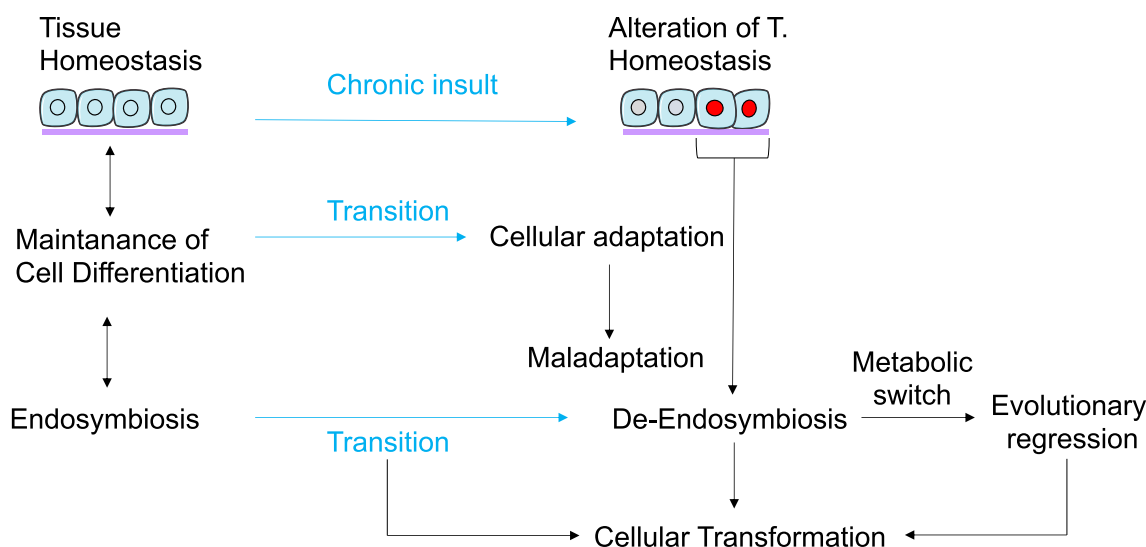 Tissue
Homeostasis
Alteration of T.
Homeostasis
Chronic insult
Transition
Maintanance of
Cell Differentiation
Cellular adaptation
Maladaptation
Metabolic
switch
Endosymbiosis
De-Endosymbiosis
Evolutionary
regression
Transition
Cellular Transformation